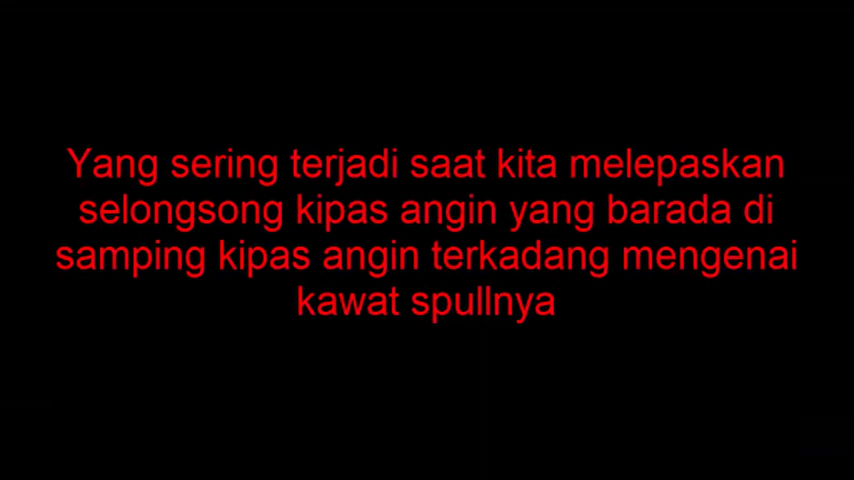 Yang sering terjadi saat kita melepaskan
selongsong kipas angin yang barada di
samping kipas angin terkadang mengenai
kawat spullnya